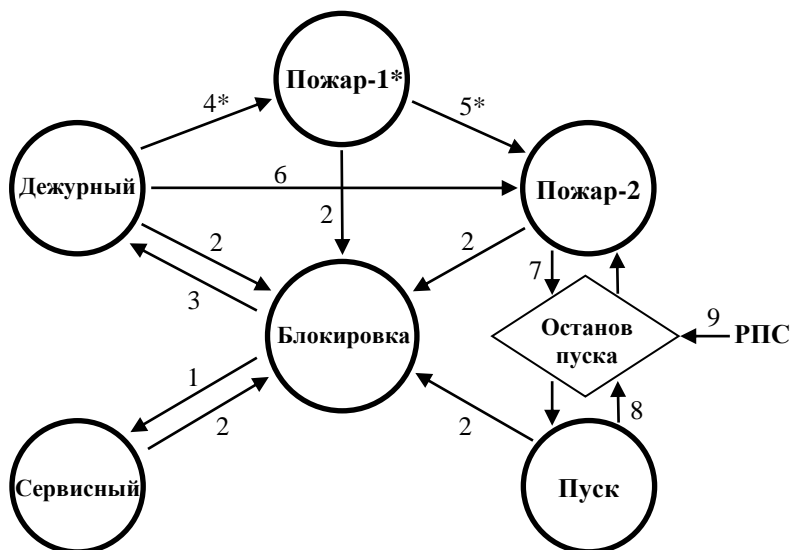 Пожар-1*
4*
5*
Дежурный
6
Пожар-2
2
2
2
7
3
Останов
пуска
9
РПС
Блокировка
1
2
2
8
Сервисный
Пуск